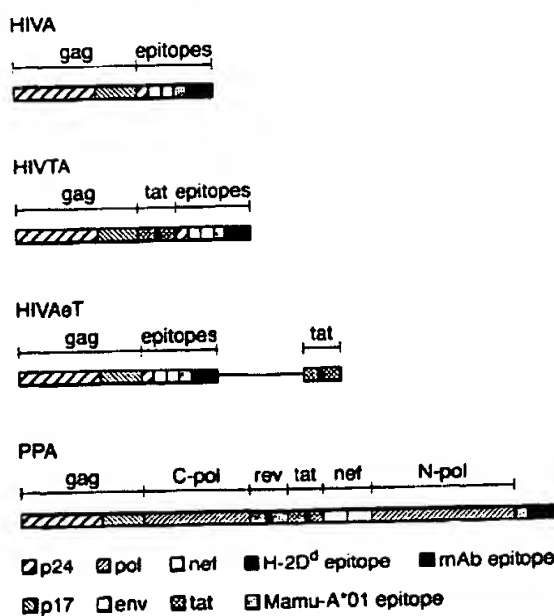 HIVA
gag epitopes
HIVTA
gag tat epitopes
HIVAeT
gag epitopes tat
PPA
gag C-pol rev tat nef N-pol
p24 pol nef H-2Dᵈ epitope mAb epitope
p17 env tat Mamu-A*01 epitope